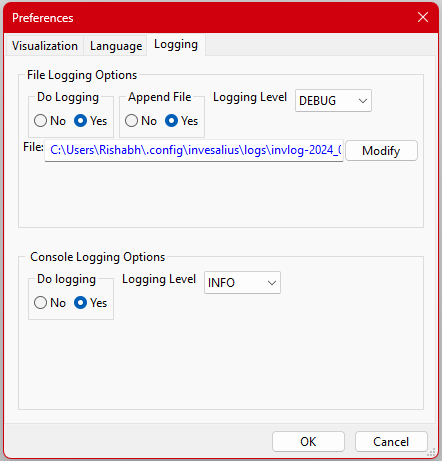 Preferences
Visualization Language Logging
File Logging Options
Do Logging Append File Logging Level DEBUG
No Yes No Yes
File: C:\Users\Rishabh\.config\invesalius\logs\invlog-2024_0 Modify
Console Logging Options
Do logging Logging Level INFO
No Yes
OK Cancel